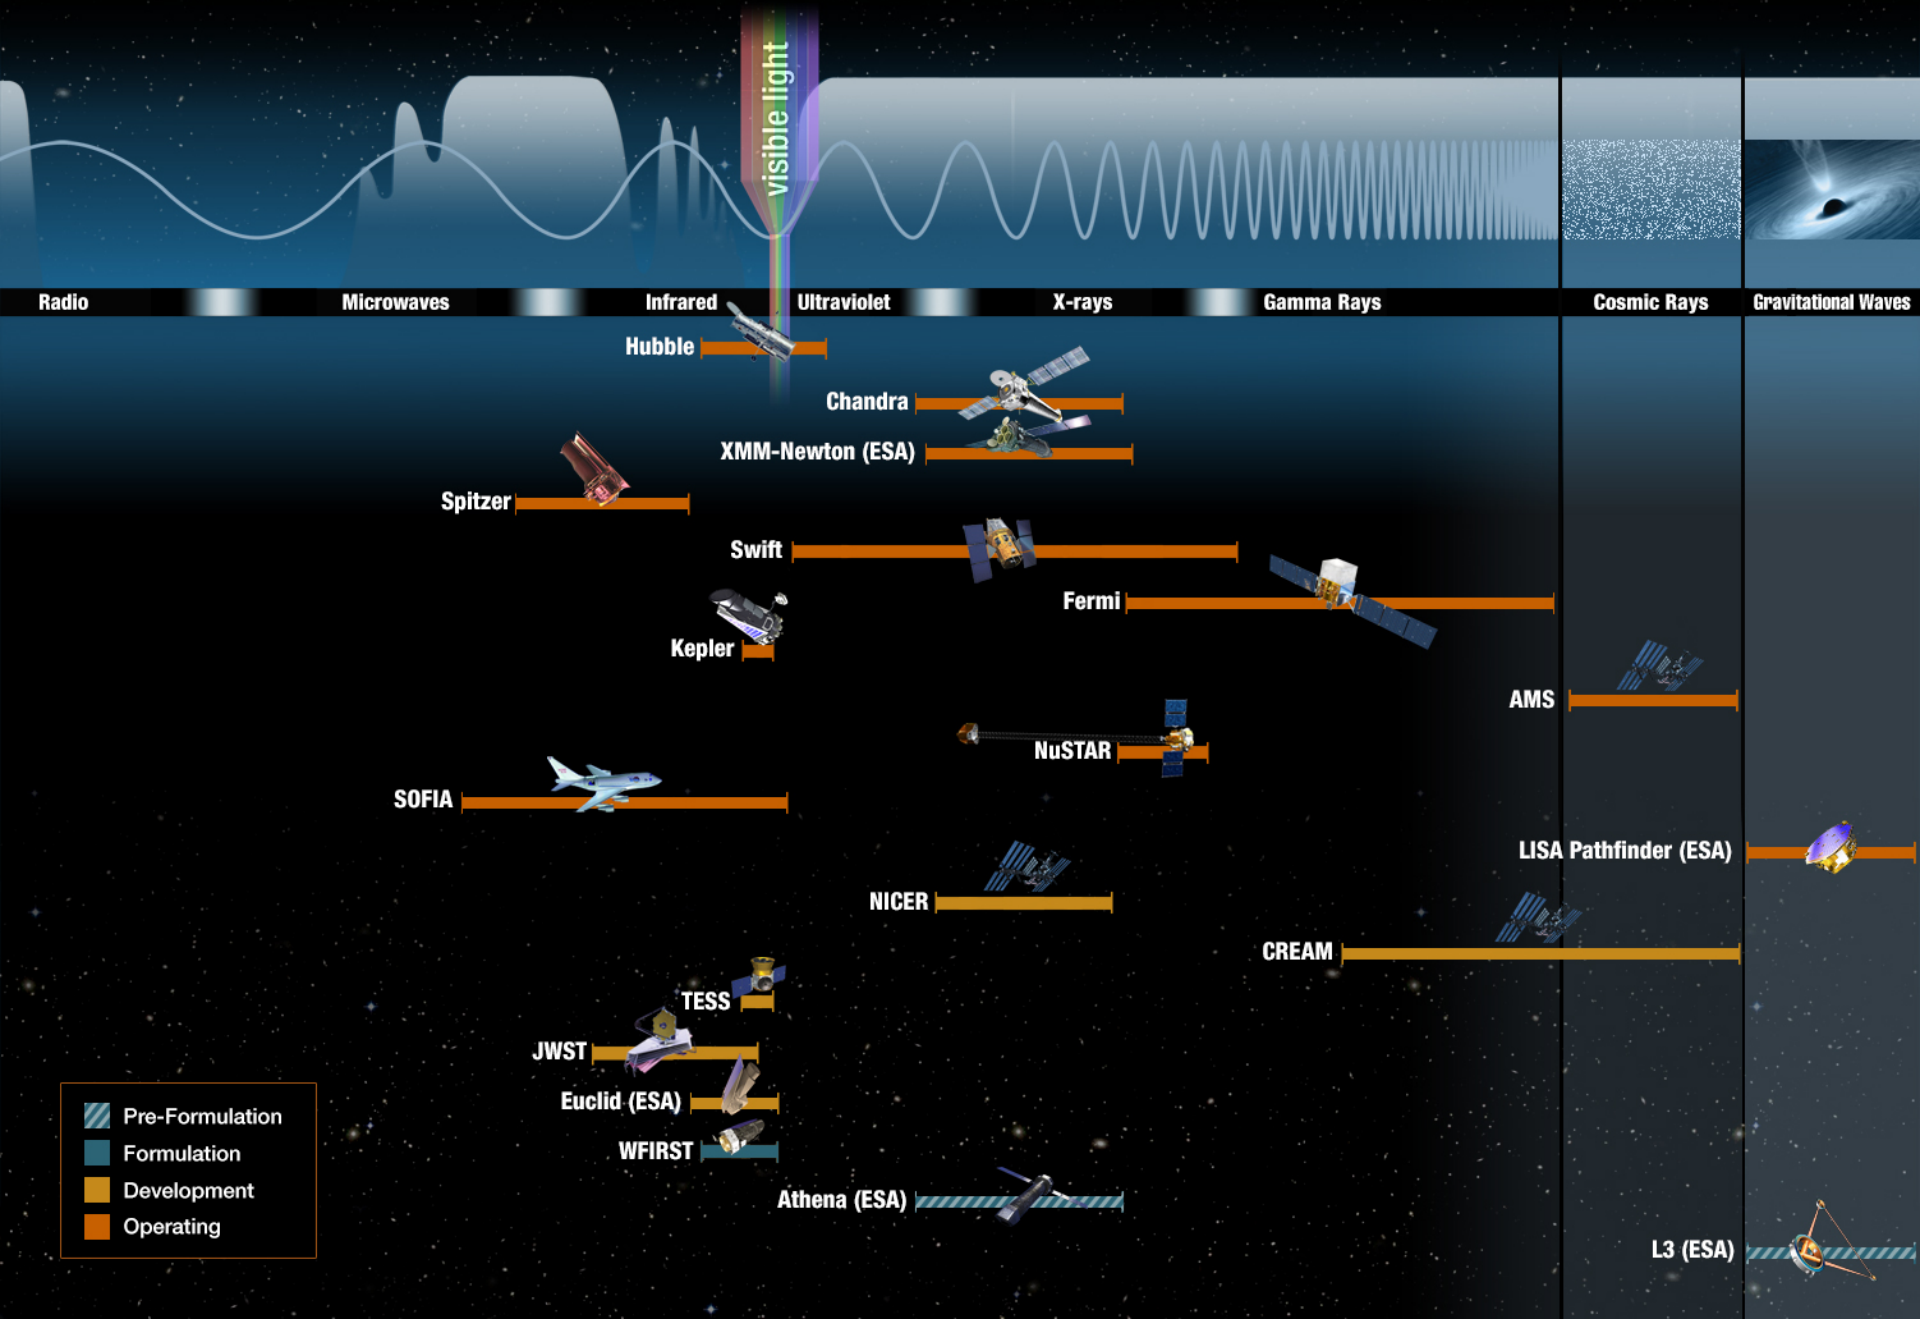 visible light
Radio Microwaves Infrared Ultraviolet X-rays Gamma Rays Cosmic Rays Gravitational Waves
Hubble
Chandra
XMM-Newton (ESA)
Spitzer
Swift
Fermi
Kepler
AMS
NuSTAR
SOFIA
LISA Pathfinder (ESA)
NICER
CREAM
TESS
JWST
Euclid (ESA)
WFIRST
Athena (ESA)
L3 (ESA)
Pre-Formulation
Formulation
Development
Operating